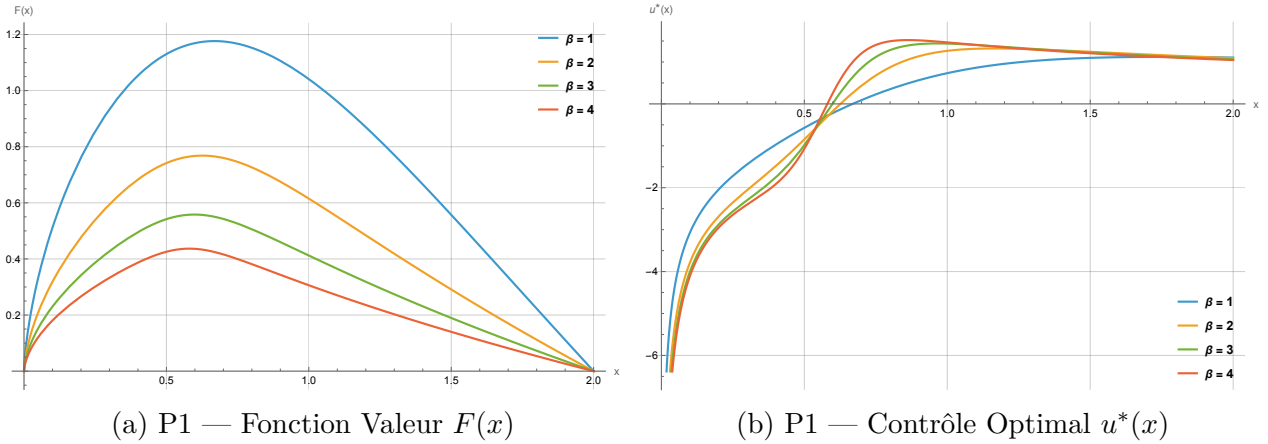 F(x)
1.2
1.0
0.8
0.6
0.4
0.2
0.5
1.0
1.5
2.0
x
β = 1
β = 2
β = 3
β = 4
(a) P1 — Fonction Valeur F(x)
u*(x)
0.5
1.0
1.5
2.0
x
-2
-4
-6
β = 1
β = 2
β = 3
β = 4
(b) P1 — Contrôle Optimal u*(x)